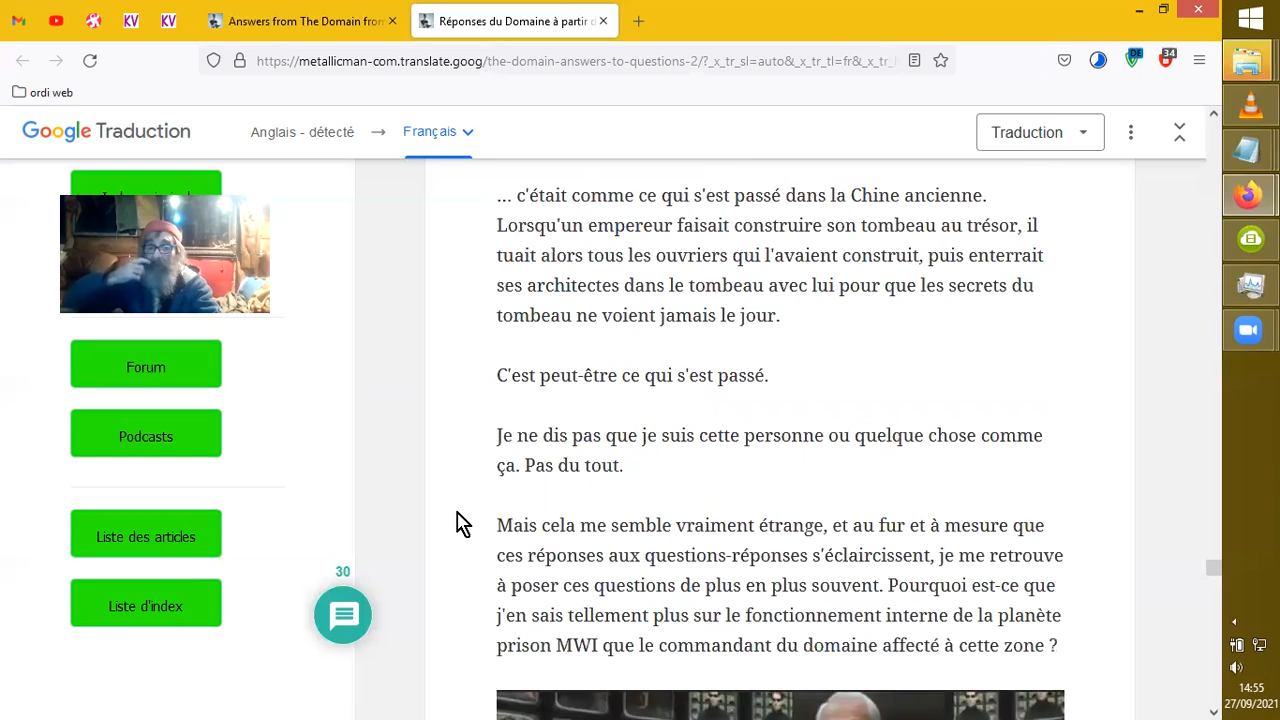 Answers from The Domain from
Réponses du Domaine à partir d
https://metallicman-com.translate.goog/the-domain-answers-to-questions-2/?_x_tr_sl=auto&_x_tr_tl=fr&_x_tr_
DE
34
ordi web
Google Traduction
Anglais - détecté
Français
Traduction
... c'était comme ce qui s'est passé dans la Chine ancienne.
Lorsqu'un empereur faisait construire son tombeau au trésor, il
tuait alors tous les ouvriers qui l'avaient construit, puis enterrait
ses architectes dans le tombeau avec lui pour que les secrets du
tombeau ne voient jamais le jour.
C'est peut-être ce qui s'est passé.
Je ne dis pas que je suis cette personne ou quelque chose comme
ça. Pas du tout.
Mais cela me semble vraiment étrange, et au fur et à mesure que
ces réponses aux questions-réponses s'éclaircissent, je me retrouve
à poser ces questions de plus en plus souvent. Pourquoi est-ce que
j'en sais tellement plus sur le fonctionnement interne de la planète
prison MWI que le commandant du domaine affecté à cette zone ?
Forum
Podcasts
Liste des articles
Liste d'index
30
14:55
27/09/2021